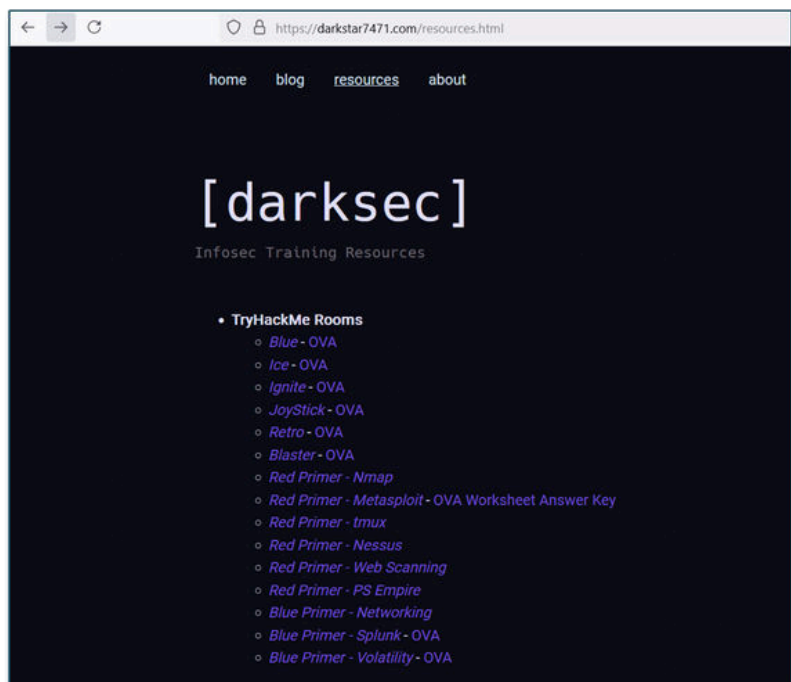 https://darkstar7471.com/resources.html
home blog resources about
[darksec]
Infosec Training Resources
• TryHackMe Rooms
◦ Blue - OVA
◦ Ice - OVA
◦ Ignite - OVA
◦ JoyStick - OVA
◦ Retro - OVA
◦ Blaster - OVA
◦ Red Primer - Nmap
◦ Red Primer - Metasploit - OVA Worksheet Answer Key
◦ Red Primer - tmux
◦ Red Primer - Nessus
◦ Red Primer - Web Scanning
◦ Red Primer - PS Empire
◦ Blue Primer - Networking
◦ Blue Primer - Splunk - OVA
◦ Blue Primer - Volatility - OVA